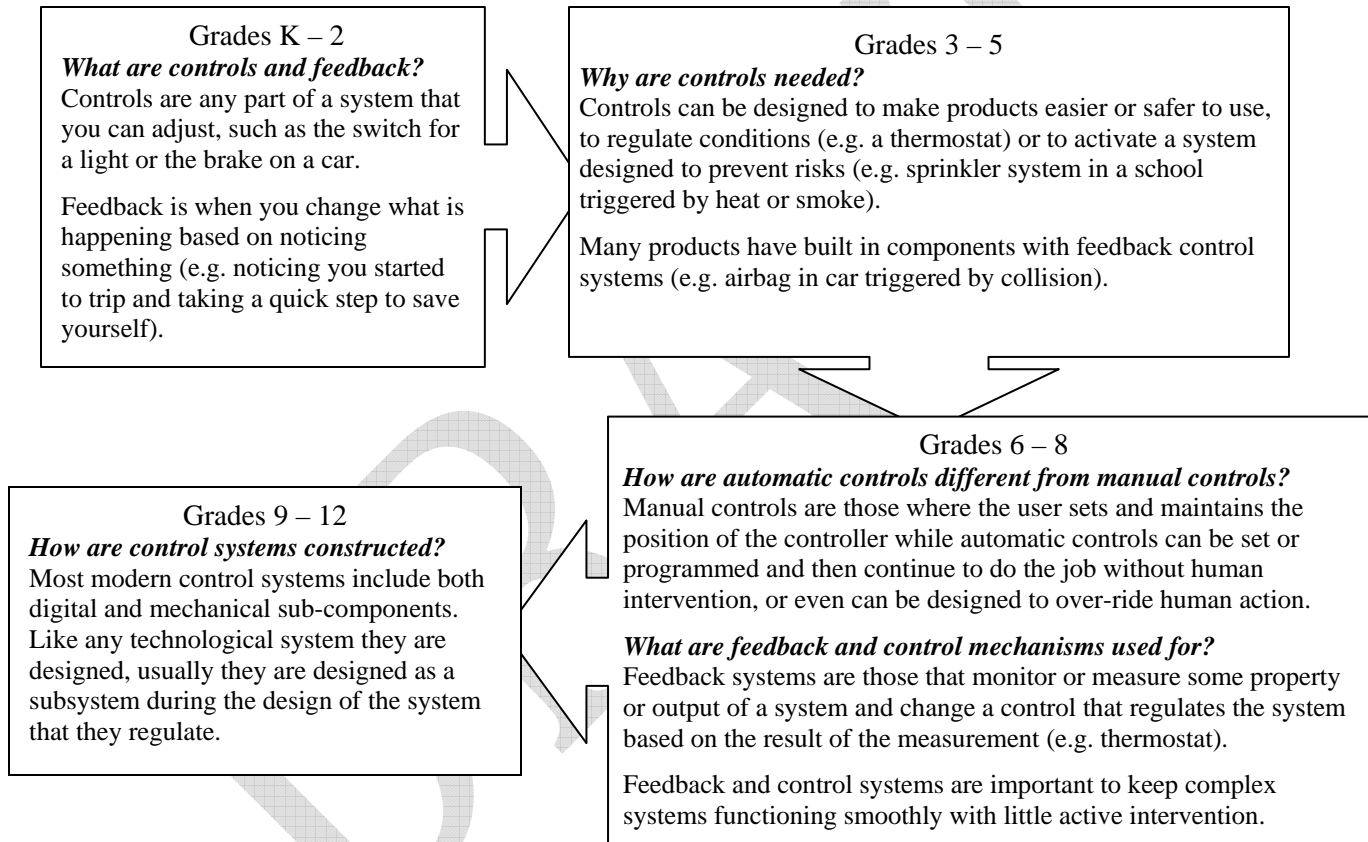 Grades K – 2
What are controls and feedback?
Controls are any part of a system that
you can adjust, such as the switch for
a light or the brake on a car.
Feedback is when you change what is
happening based on noticing
something (e.g. noticing you started
to trip and taking a quick step to save
yourself).
Grades 3 – 5
Why are controls needed?
Controls can be designed to make products easier or safer to use,
to regulate conditions (e.g. a thermostat) or to activate a system
designed to prevent risks (e.g. sprinkler system in a school
triggered by heat or smoke).
Many products have built in components with feedback control
systems (e.g. airbag in car triggered by collision).
Grades 6 – 8
How are automatic controls different from manual controls?
Manual controls are those where the user sets and maintains the
position of the controller while automatic controls can be set or
programmed and then continue to do the job without human
intervention, or even can be designed to over-ride human action.
What are feedback and control mechanisms used for?
Feedback systems are those that monitor or measure some property
or output of a system and change a control that regulates the system
based on the result of the measurement (e.g. thermostat).
Feedback and control systems are important to keep complex
systems functioning smoothly with little active intervention.
Grades 9 – 12
How are control systems constructed?
Most modern control systems include both
digital and mechanical sub-components.
Like any technological system they are
designed, usually they are designed as a
subsystem during the design of the system
that they regulate.